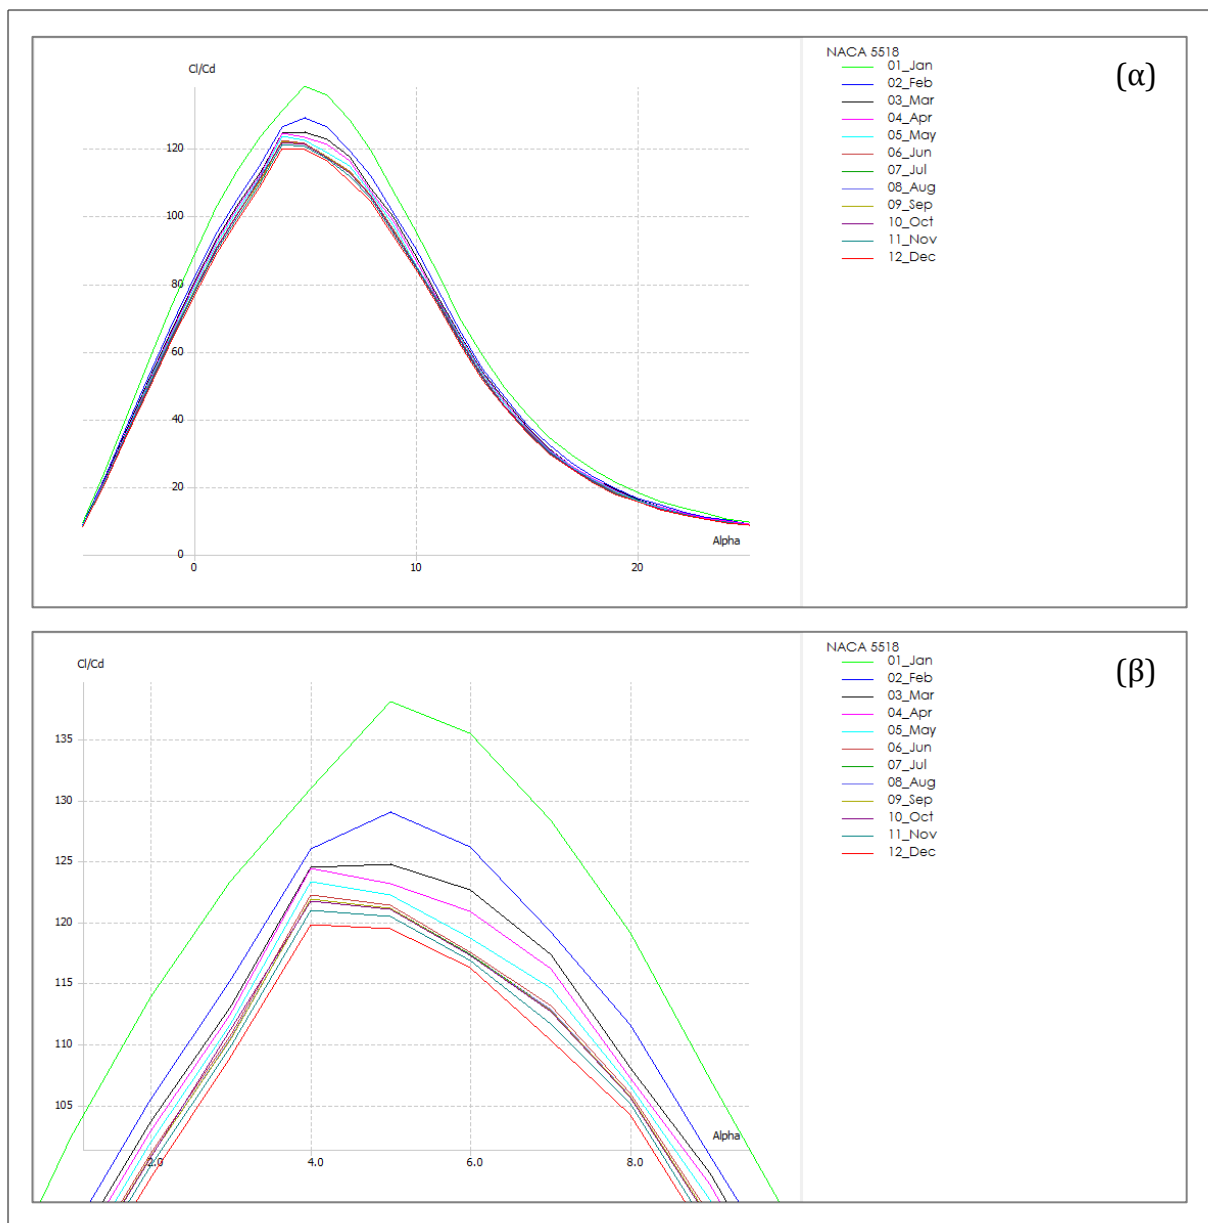 Cl/Cd
120
100
80
60
40
20
0
0
10
20
Alpha
NACA 5518
01_Jan
02_Feb
03_Mar
04_Apr
05_May
06_Jun
07_Jul
08_Aug
09_Sep
10_Oct
11_Nov
12_Dec
(α)
Cl/Cd
135
130
125
120
115
110
105
2.0
4.0
6.0
8.0
Alpha
NACA 5518
01_Jan
02_Feb
03_Mar
04_Apr
05_May
06_Jun
07_Jul
08_Aug
09_Sep
10_Oct
11_Nov
12_Dec
(β)